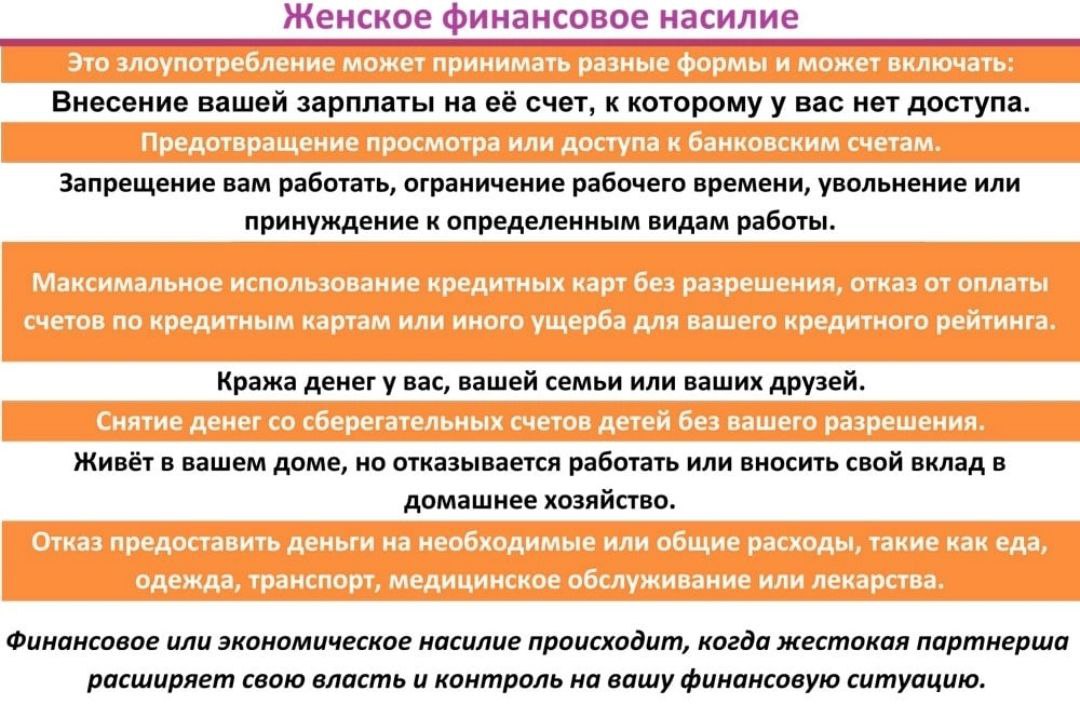 Женское финансовое насилие
Это злоупотребление может принимать разные формы и может включать:
Внесение вашей зарплаты на её счет, к которому у вас нет доступа.
Предотвращение просмотра или доступа к банковским счетам.
Запрещение вам работать, ограничение рабочего времени, увольнение или
принуждение к определенным видам работы.
Максимальное использование кредитных карт без разрешения, отказ от оплаты
счетов по кредитным картам или иного ущерба для вашего кредитного рейтинга.
Кража денег у вас, вашей семьи или ваших друзей.
Снятие денег со сберегательных счетов детей без вашего разрешения.
Живёт в вашем доме, но отказывается работать или вносить свой вклад в
домашнее хозяйство.
Отказ предоставить деньги на необходимые или общие расходы, такие как еда,
одежда, транспорт, медицинское обслуживание или лекарства.
Финансовое или экономическое насилие происходит, когда жестокая партнерша
расширяет свою власть и контроль на вашу финансовую ситуацию.